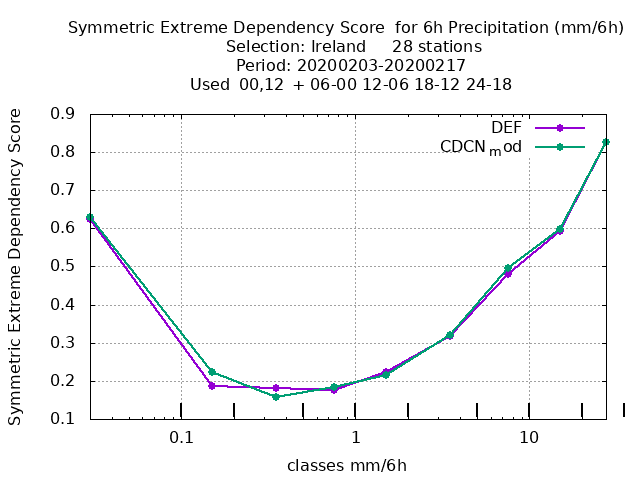 Symmetric Extreme Dependency Score  for 6h Precipitation (mm/6h)
Selection: Ireland     28 stations
Period: 20200203-20200217
Used  00,12  + 06-00 12-06 18-12 24-18
Symmetric Extreme Dependency Score
0.9
0.8
0.7
0.6
0.5
0.4
0.3
0.2
0.1
DEF
CDCNmod
0.1
1
10
classes mm/6h